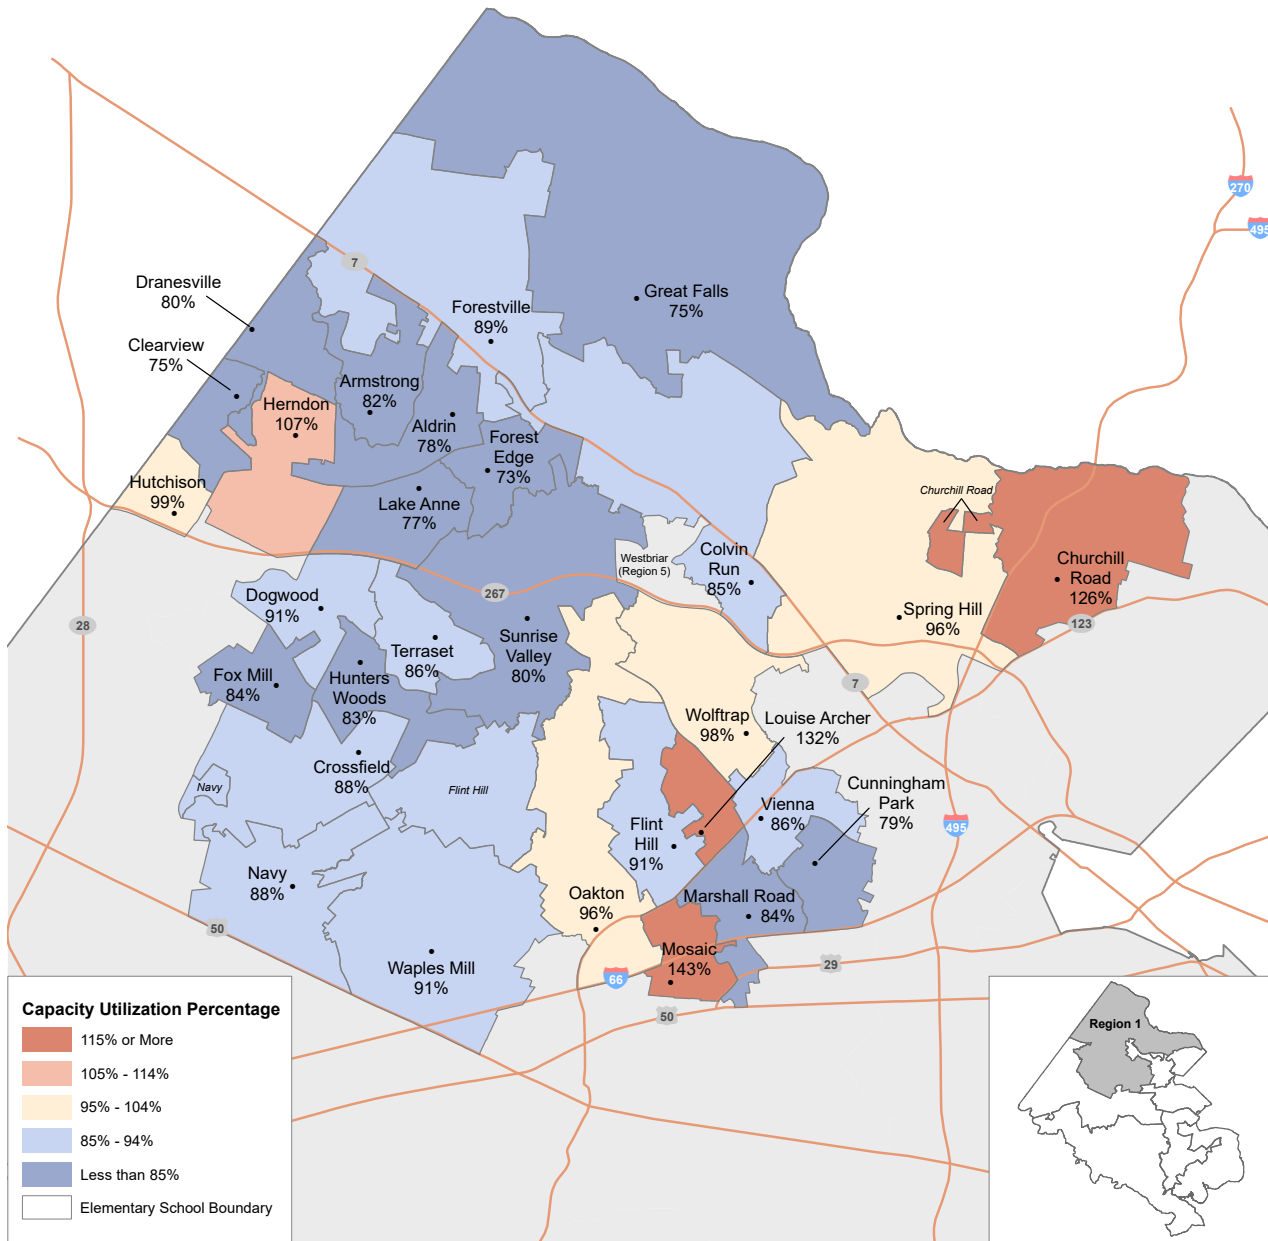 270
495
7
Dranesville
80%
Great Falls
75%
Forestville
89%
Clearview
75%
Armstrong
82%
Herndon
107%
Aldrin
78%
Forest
Edge
73%
Hutchison
99%
Lake Anne
77%
Churchill Road
28
Westbriar
(Region 5)
Colvin
Run
85%
Churchill
Road
126%
267
Dogwood
91%
Spring Hill
96%
123
Terraset
86%
Sunrise
Valley
80%
Fox Mill
84%
Hunters
Woods
83%
7
Wolftrap
98%
Louise Archer
132%
Crossfield
88%
Navy
Flint Hill
Cunningham
Park
79%
Vienna
86%
495
Flint
Hill
91%
Navy
88%
Oakton
96%
Marshall Road
84%
50
Mosaic
143%
Waples Mill
91%
66
29
50
Capacity Utilization Percentage
115% or More
105% - 114%
95% - 104%
85% - 94%
Less than 85%
Elementary School Boundary
Region 1